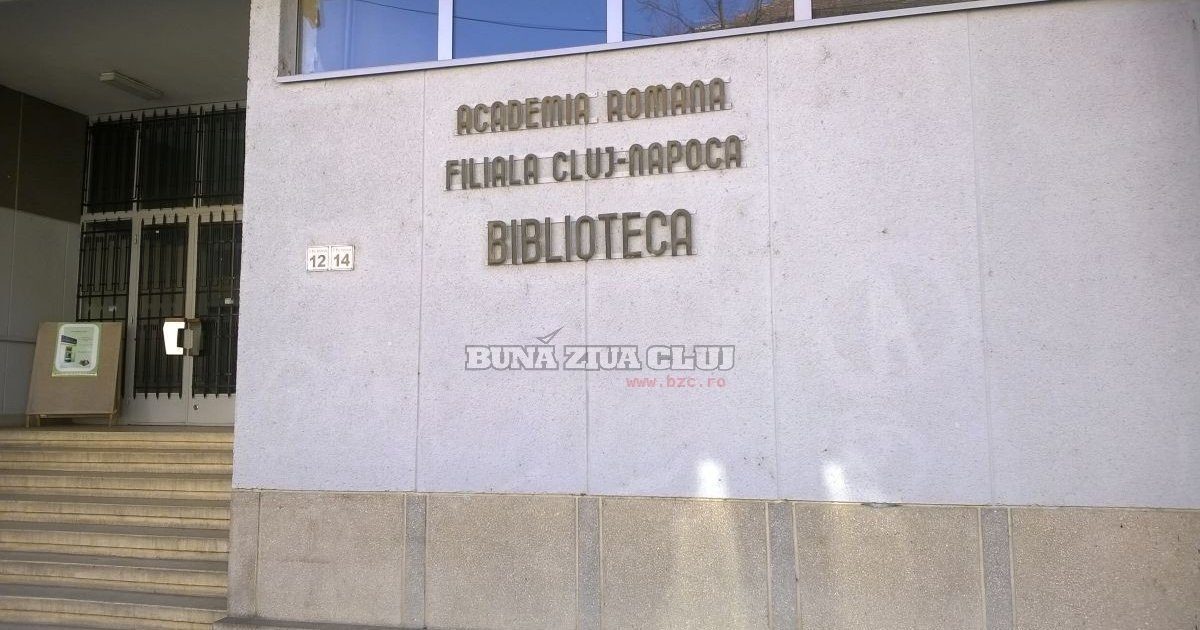 ACADEMIA ROMANA
FILIALA CLUJ-NAPOCA
BIBLIOTECA
12 14
BUNĂ ZIUA CLUJ
www.bzc.ro